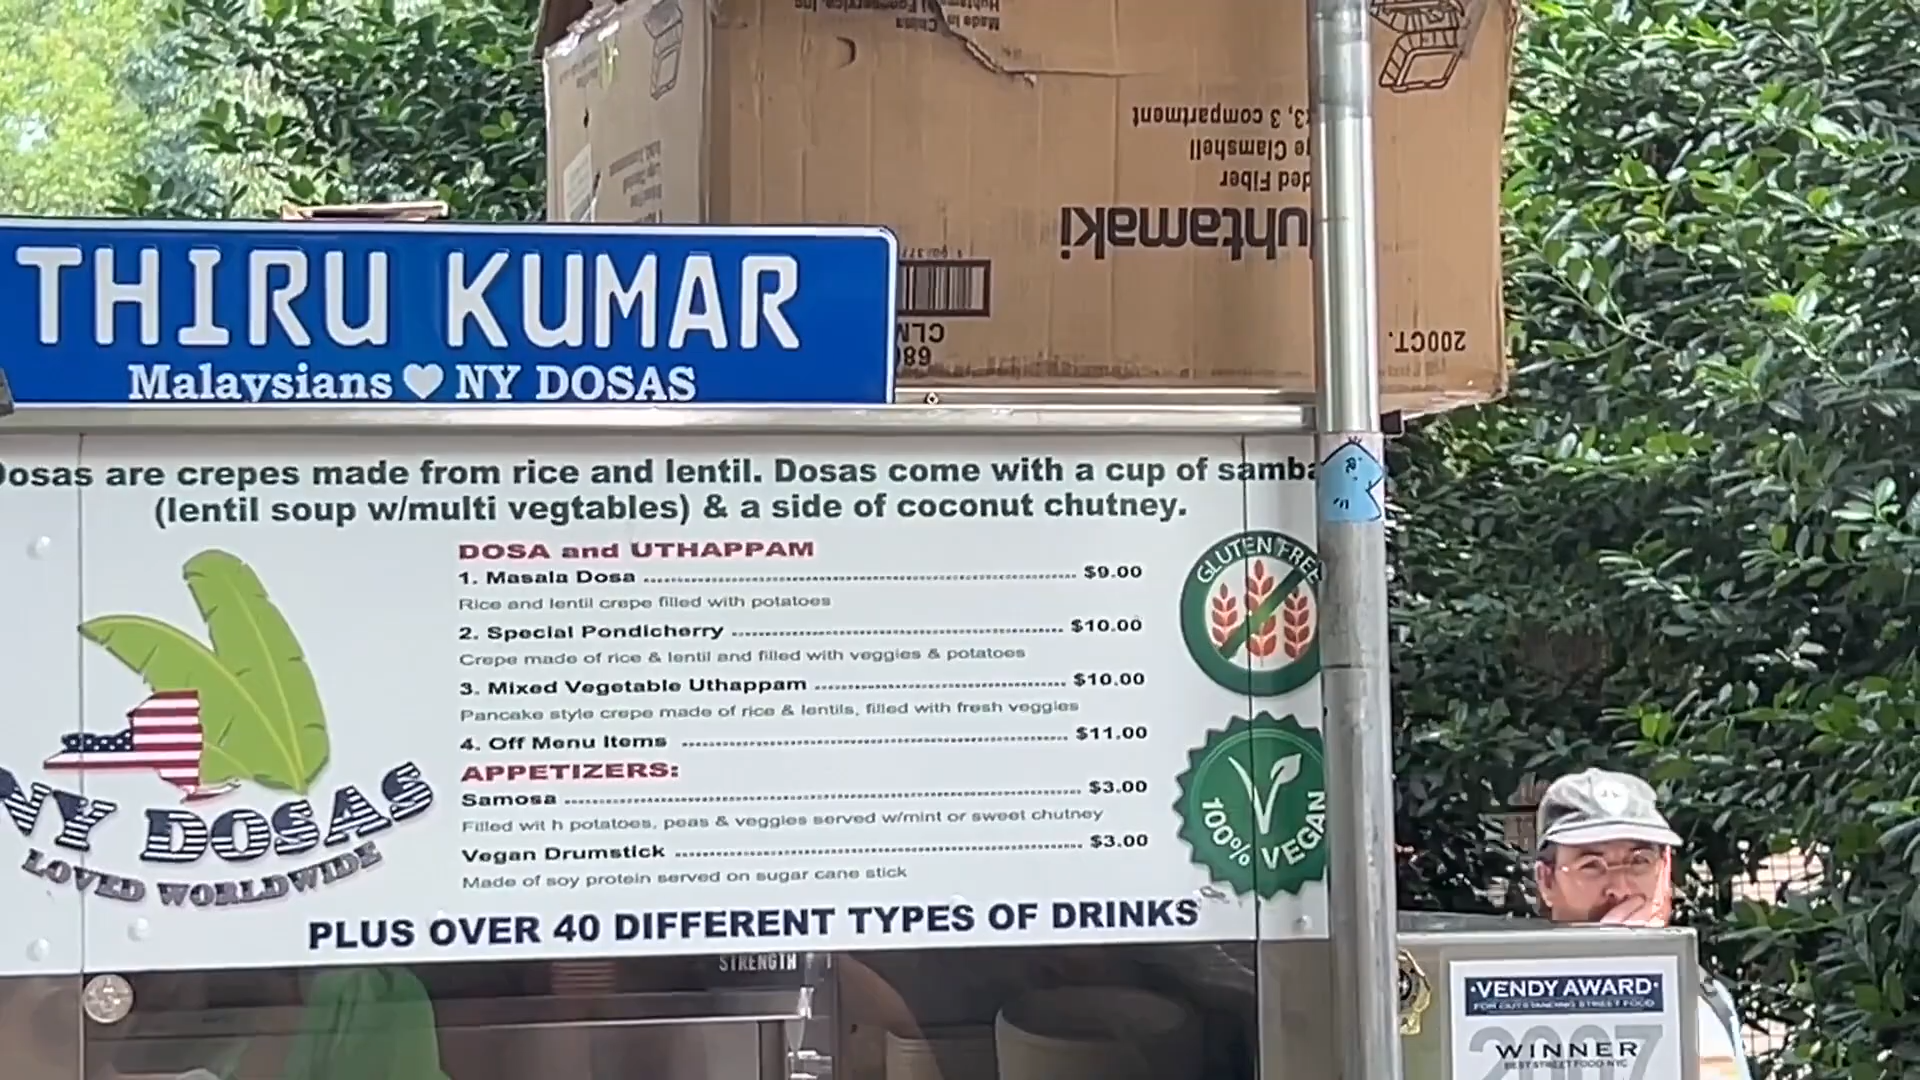 Made in China
Huhtamaki Foodservice, Inc.
3, 3 compartment
ge Clamshell
ded Fiber
uhtamaki
200CT.
CLM
THIRU KUMAR
Malaysians ♥ NY DOSAS
Dosas are crepes made from rice and lentil. Dosas come with a cup of samba
(lentil soup w/multi vegtables) & a side of coconut chutney.
DOSA and UTHAPPAM
1. Masala Dosa $9.00
Rice and lentil crepe filled with potatoes
2. Special Pondicherry $10.00
Crepe made of rice & lentil and filled with veggies & potatoes
3. Mixed Vegetable Uthappam $10.00
Pancake style crepe made of rice & lentils, filled with fresh veggies
4. Off Menu Items $11.00
APPETIZERS:
Samosa $3.00
Filled wit h potatoes, peas & veggies served w/mint or sweet chutney
Vegan Drumstick $3.00
Made of soy protein served on sugar cane stick
PLUS OVER 40 DIFFERENT TYPES OF DRINKS
GLUTEN FREE
100% VEGAN
NY DOSAS
LOVED WORLDWIDE
STRENGTH
·VENDY AWARD·
FOR OUTSTANDING STREET FOOD
2007
WINNER
BEST STREET FOOD NYC